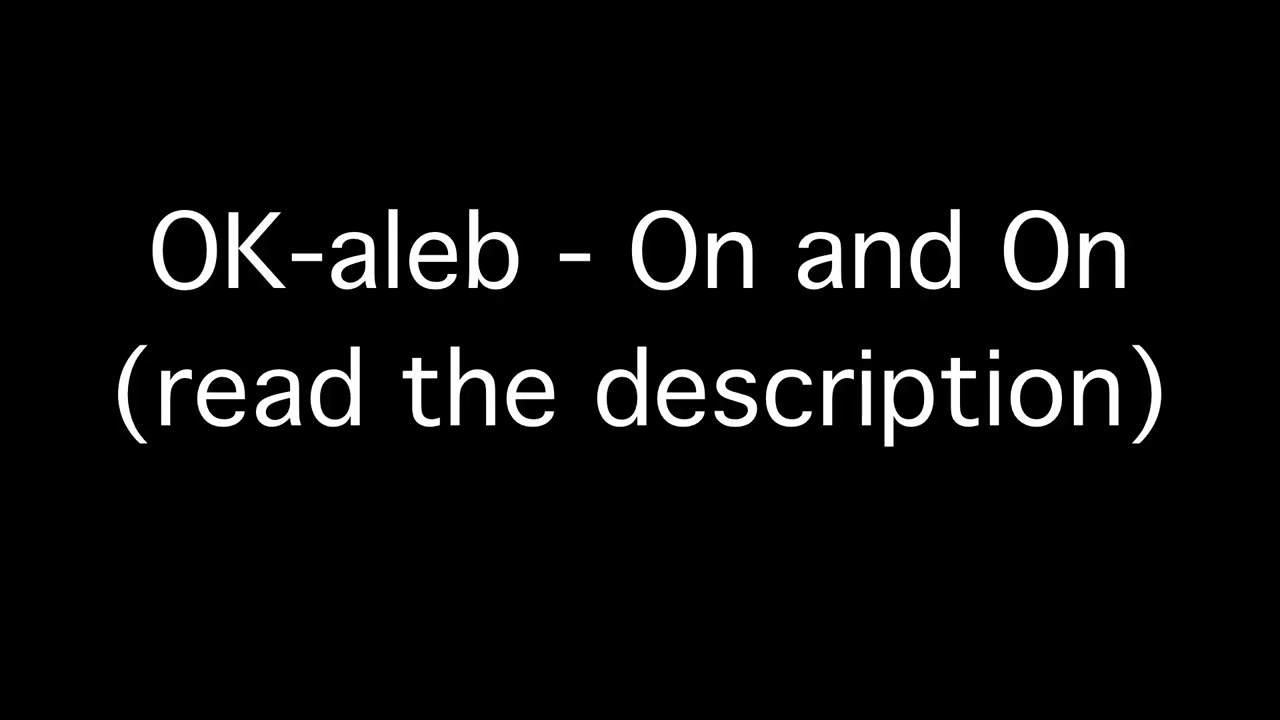 OK-aleb - On and On
(read the description)